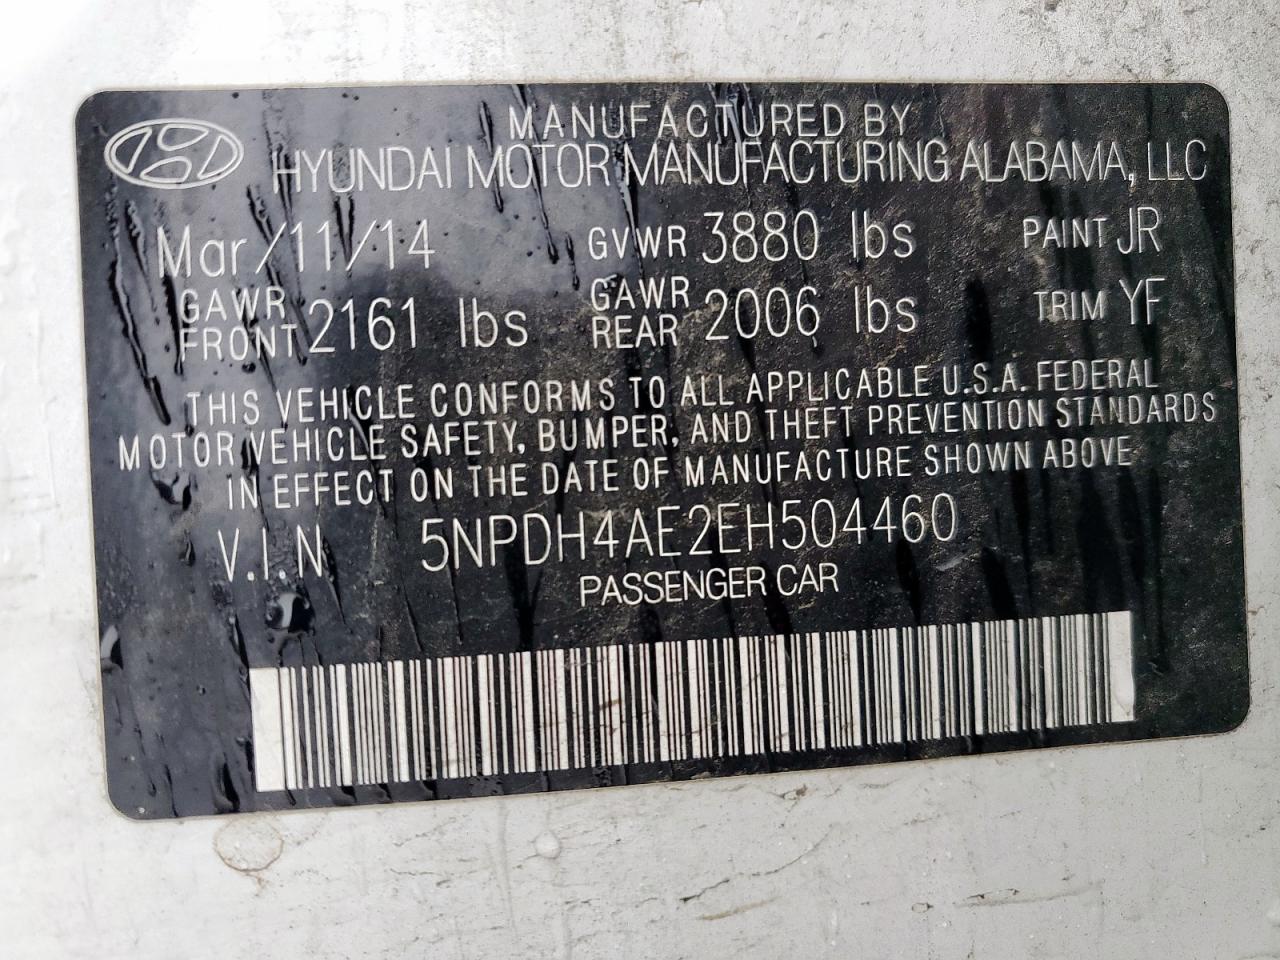 MANUFACTURED BY
HYUNDAI MOTOR MANUFACTURING ALABAMA, LLC
Mar/11/14 GVWR 3880 lbs PAINT JR
GAWR FRONT 2161 lbs GAWR REAR 2006 lbs TRIM YF
THIS VEHICLE CONFORMS TO ALL APPLICABLE U.S.A. FEDERAL
MOTOR VEHICLE SAFETY, BUMPER, AND THEFT PREVENTION STANDARDS
IN EFFECT ON THE DATE OF MANUFACTURE SHOWN ABOVE
V.I.N 5NPDH4AE2EH504460
PASSENGER CAR